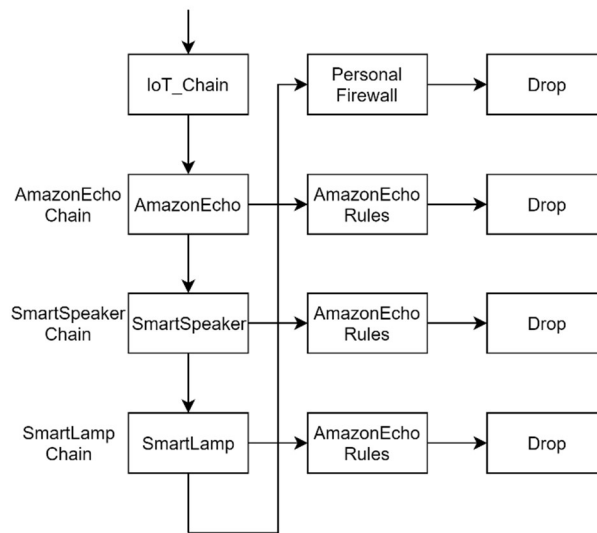 IoT_Chain
Personal
Firewall
Drop
AmazonEcho
Chain
AmazonEcho
AmazonEcho
Rules
Drop
SmartSpeaker
Chain
SmartSpeaker
AmazonEcho
Rules
Drop
SmartLamp
Chain
SmartLamp
AmazonEcho
Rules
Drop